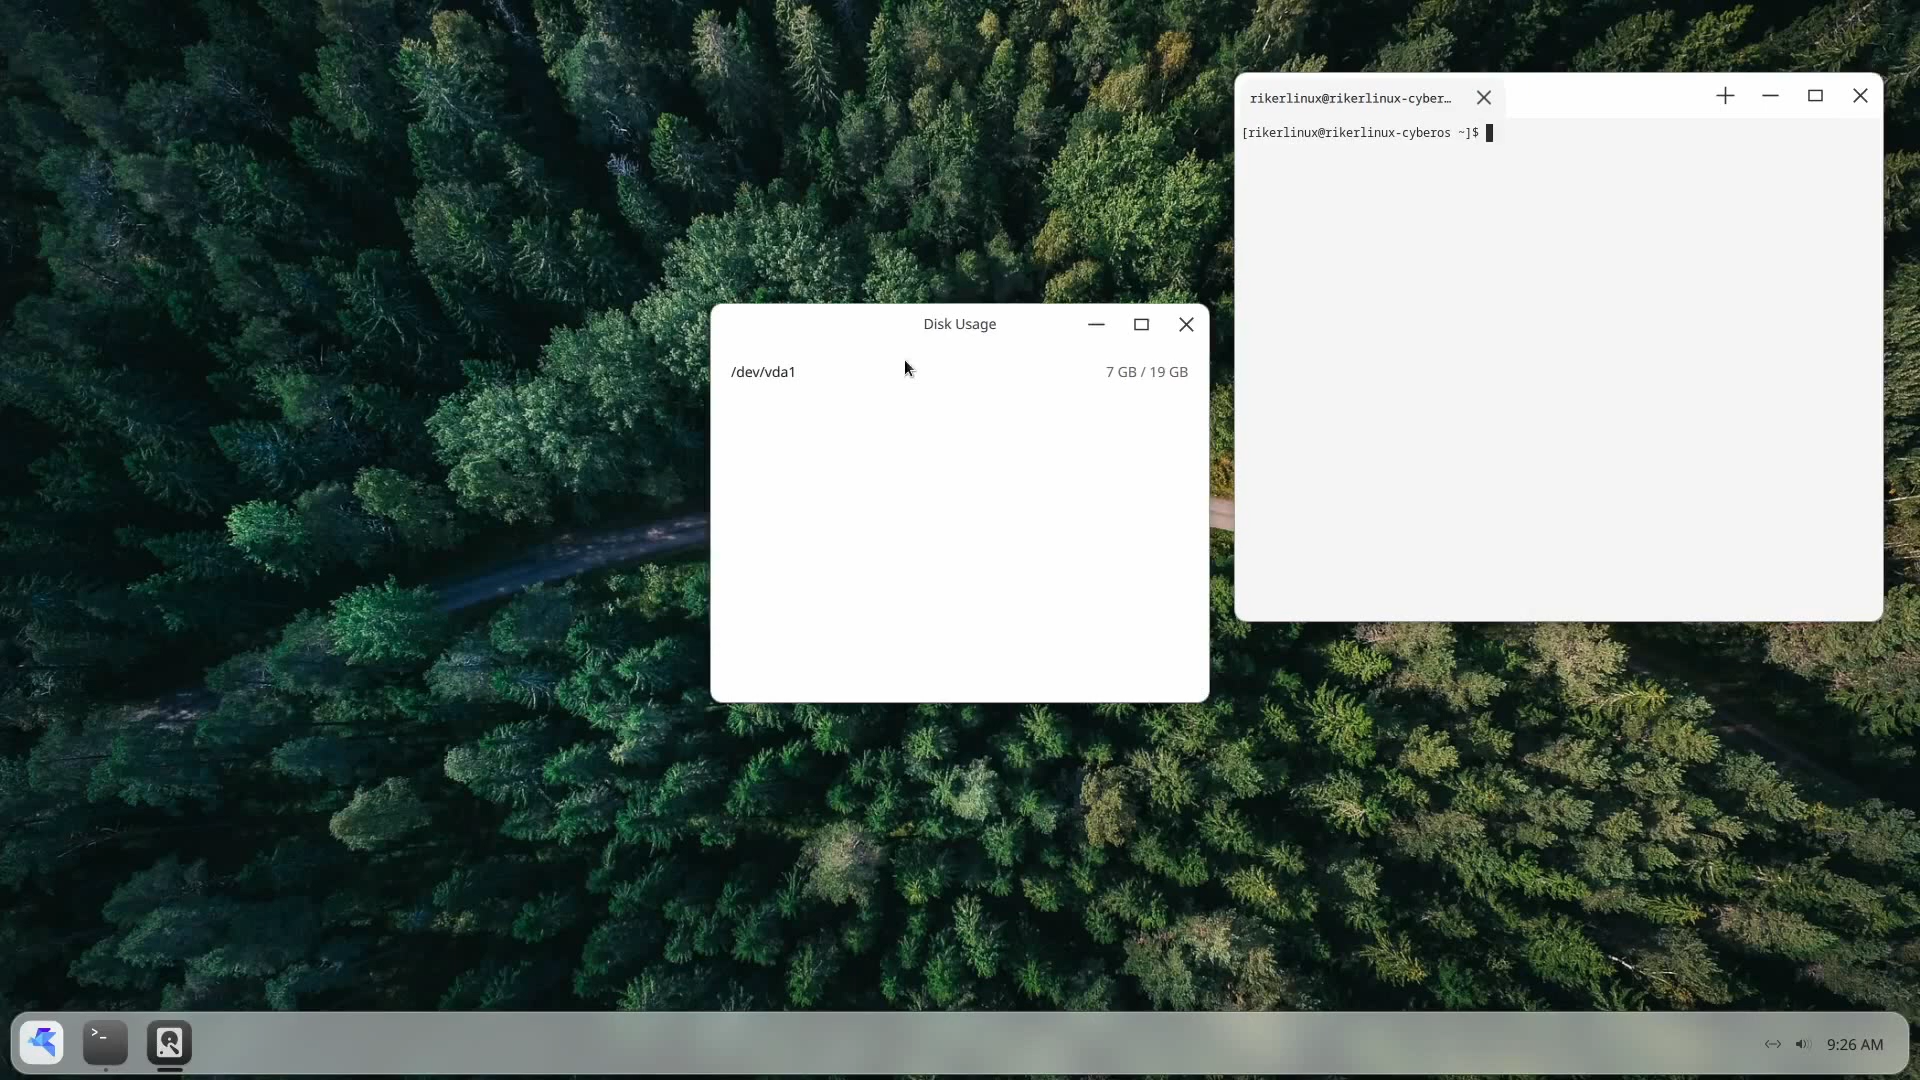 rikerlinux@rikerlinux-cyber…
[rikerlinux@rikerlinux-cyberos ~]$
Disk Usage
/dev/vda1
7 GB / 19 GB
>_
9:26 AM